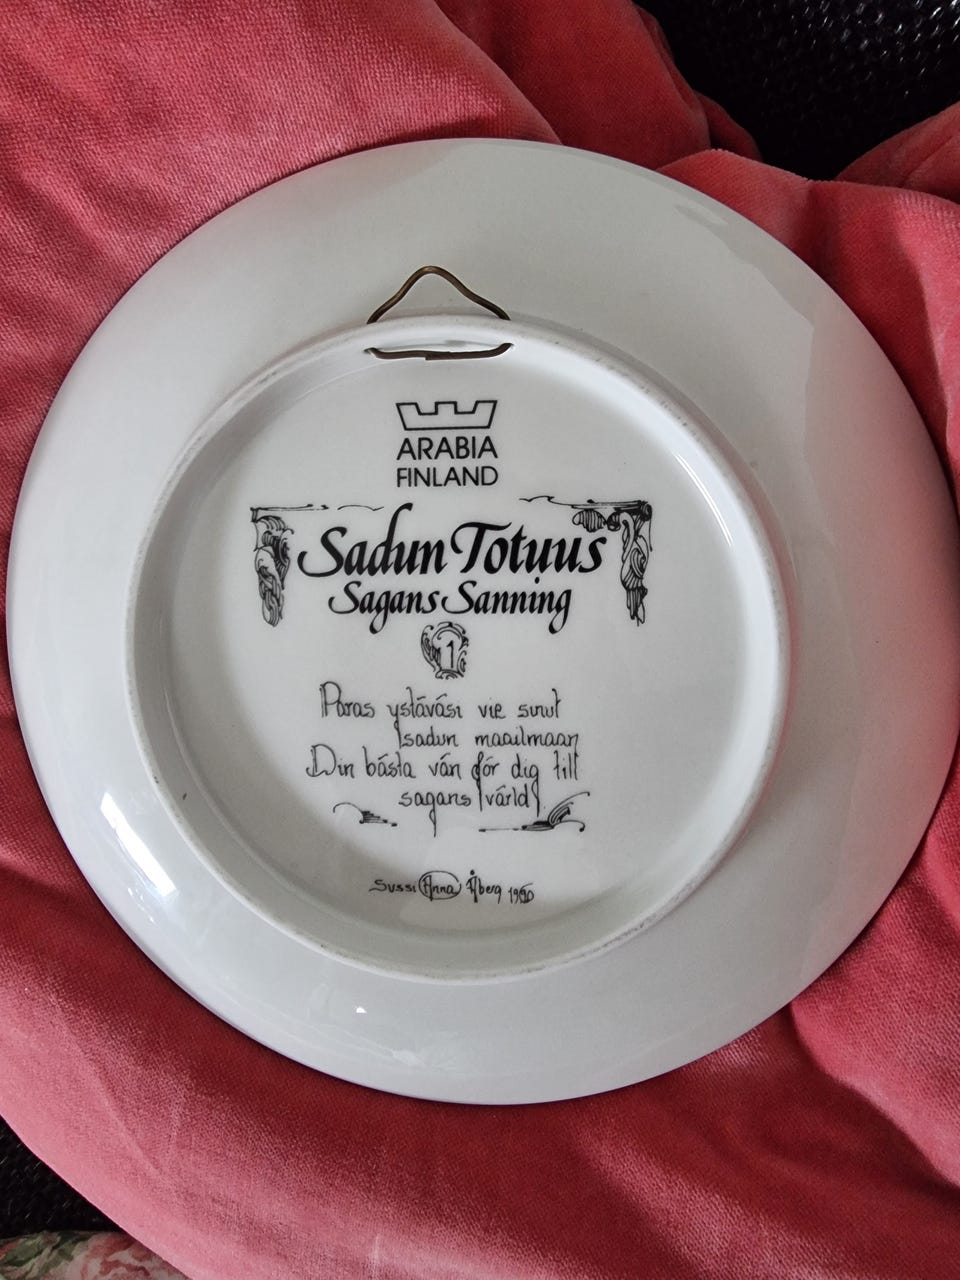 ARABIA
FINLAND
Sadun Totuus
Sagans Sanning
1
Paras ystäväsi vie sinut
sadun maailmaan
Din bästa vän för dig till
sagans värld
Sussi Anna Åberg